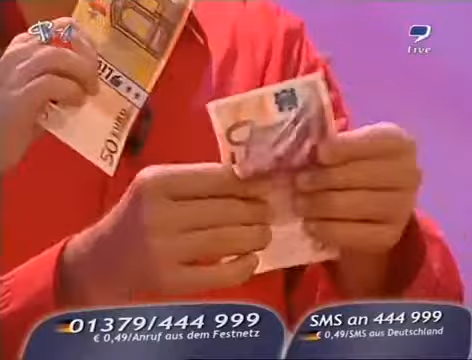 Live
50 EURO
01379/444 999
€ 0,49/Anruf aus dem Festnetz
SMS an 444 999
€ 0,49/SMS aus Deutschland